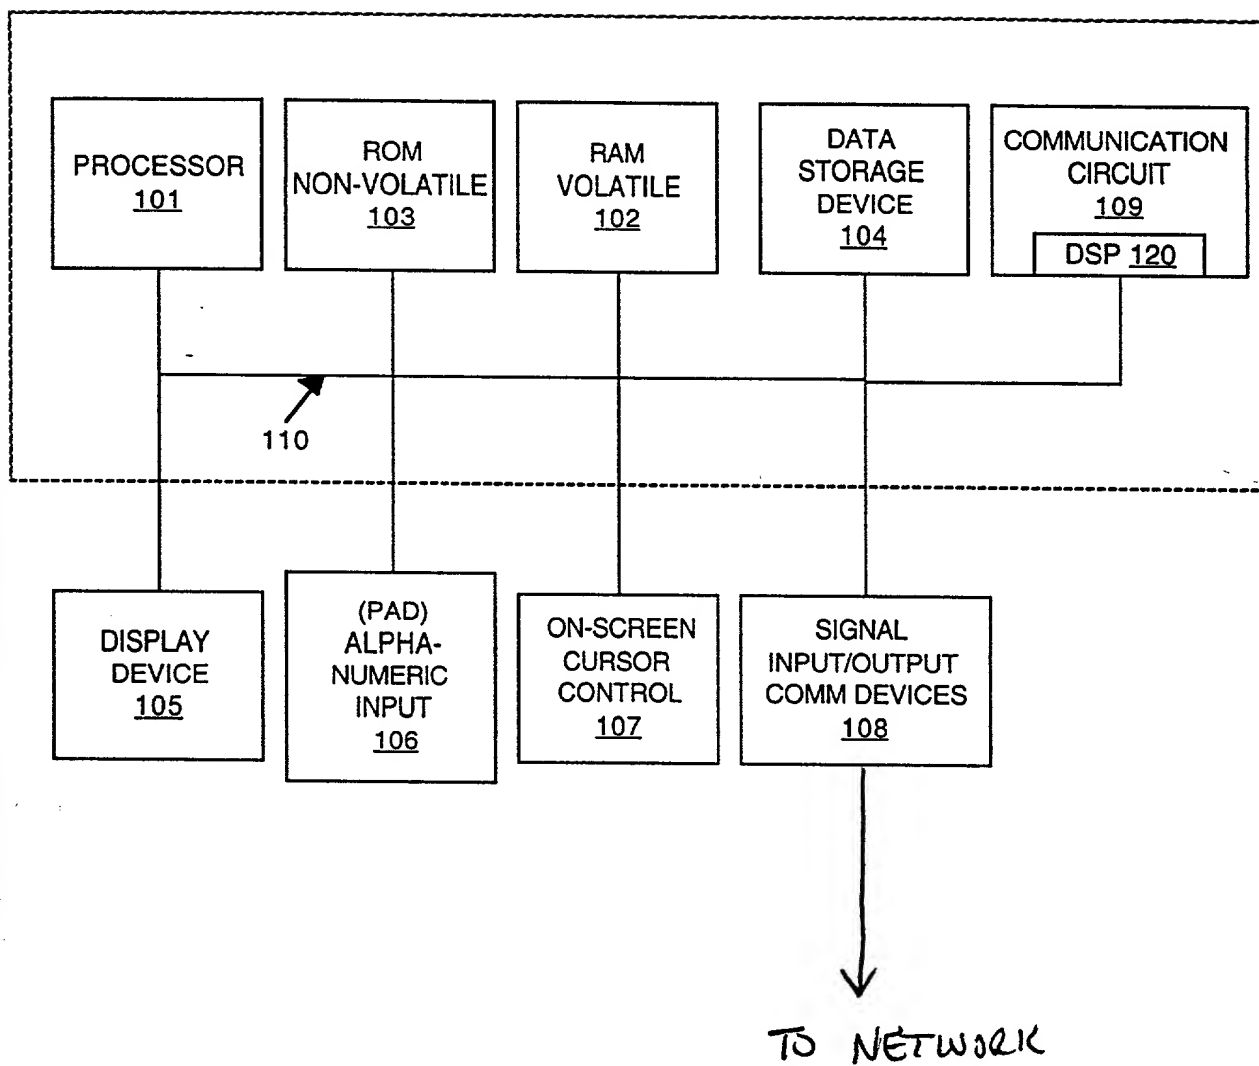 PROCESSOR
101
ROM
NON-VOLATILE
103
RAM
VOLATILE
102
DATA
STORAGE
DEVICE
104
COMMUNICATION
CIRCUIT
109
DSP 120
110
DISPLAY
DEVICE
105
(PAD)
ALPHA-
NUMERIC
INPUT
106
ON-SCREEN
CURSOR
CONTROL
107
SIGNAL
INPUT/OUTPUT
COMM DEVICES
108
TO NETWORK